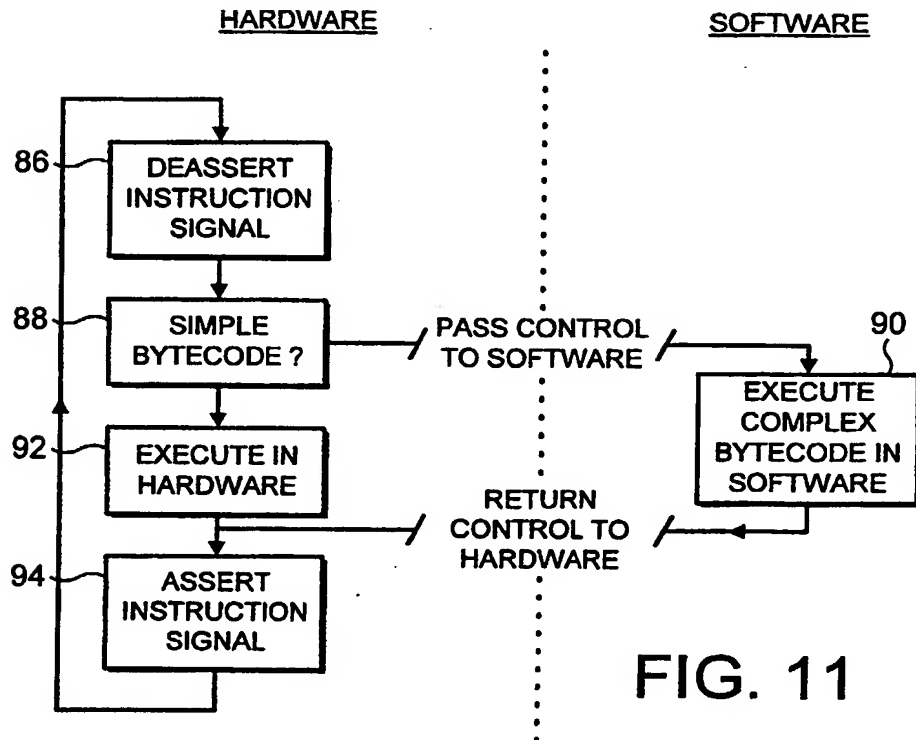 HARDWARE
SOFTWARE
86
DEASSERT
INSTRUCTION
SIGNAL
88
SIMPLE
BYTECODE ?
PASS CONTROL
TO SOFTWARE
90
EXECUTE
COMPLEX
BYTECODE IN
SOFTWARE
92
EXECUTE IN
HARDWARE
RETURN
CONTROL TO
HARDWARE
94
ASSERT
INSTRUCTION
SIGNAL
FIG. 11